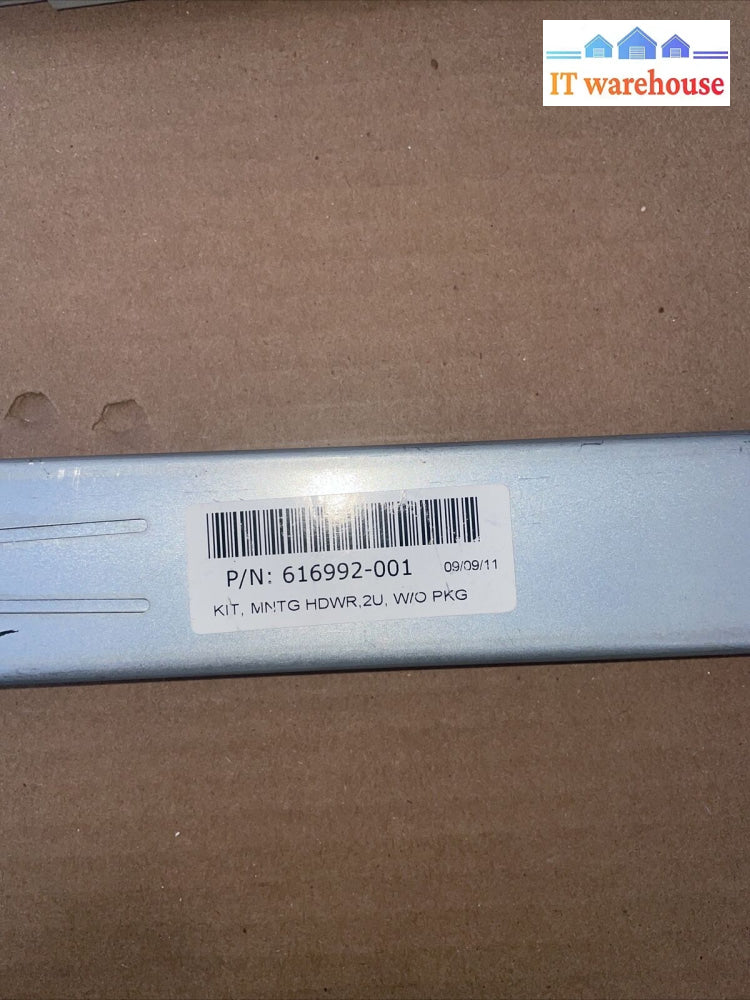 IT warehouse
P/N: 616992-001 09/09/11
KIT, MNTG HDWR,2U, W/O PKG